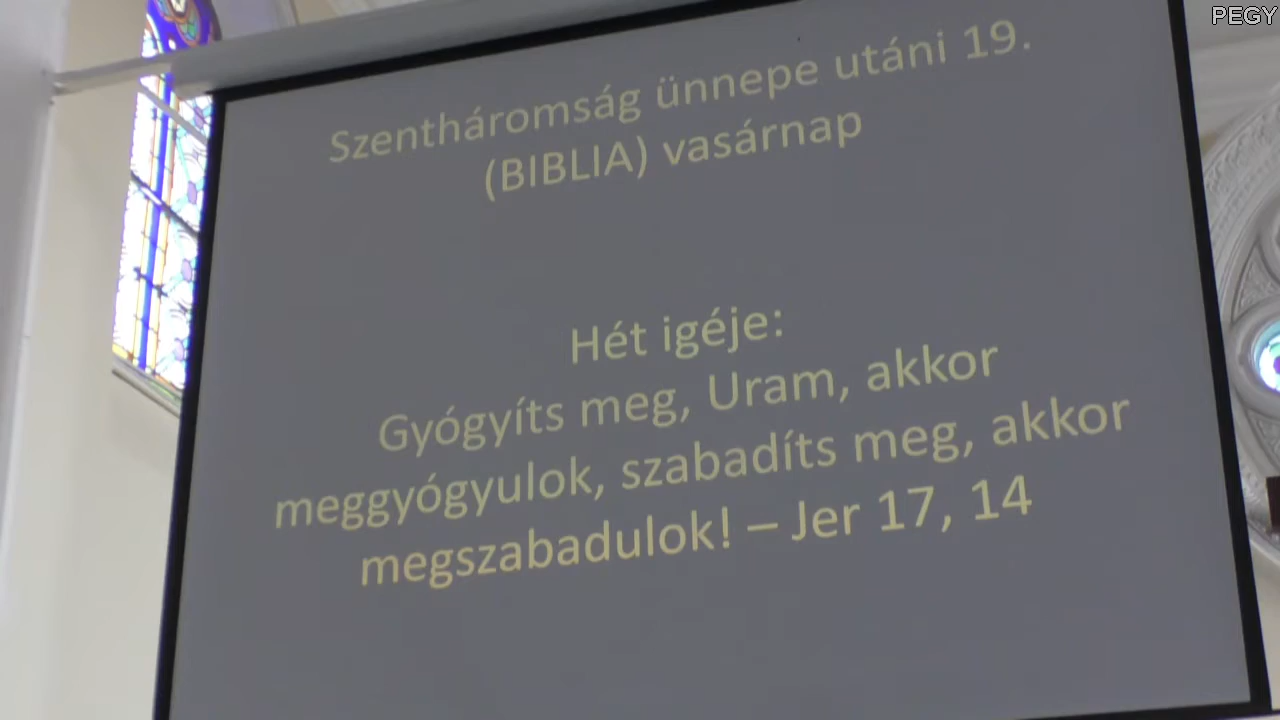 PEGY
Szentháromság ünnepe utáni 19.
(BIBLIA) vasárnap
Hét igéje:
Gyógyíts meg, Uram, akkor
meggyógyulok, szabadíts meg, akkor
megszabadulok! – Jer 17, 14